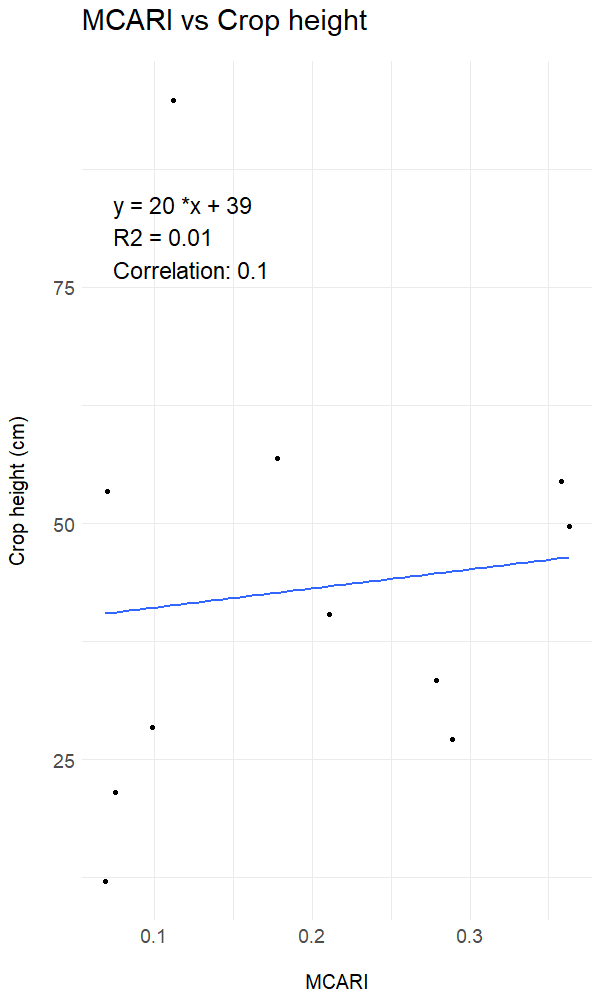 MCARI vs Crop height
y = 20 *x + 39
R2 = 0.01
Correlation: 0.1
75
50
25
Crop height (cm)
0.1 0.2 0.3
MCARI